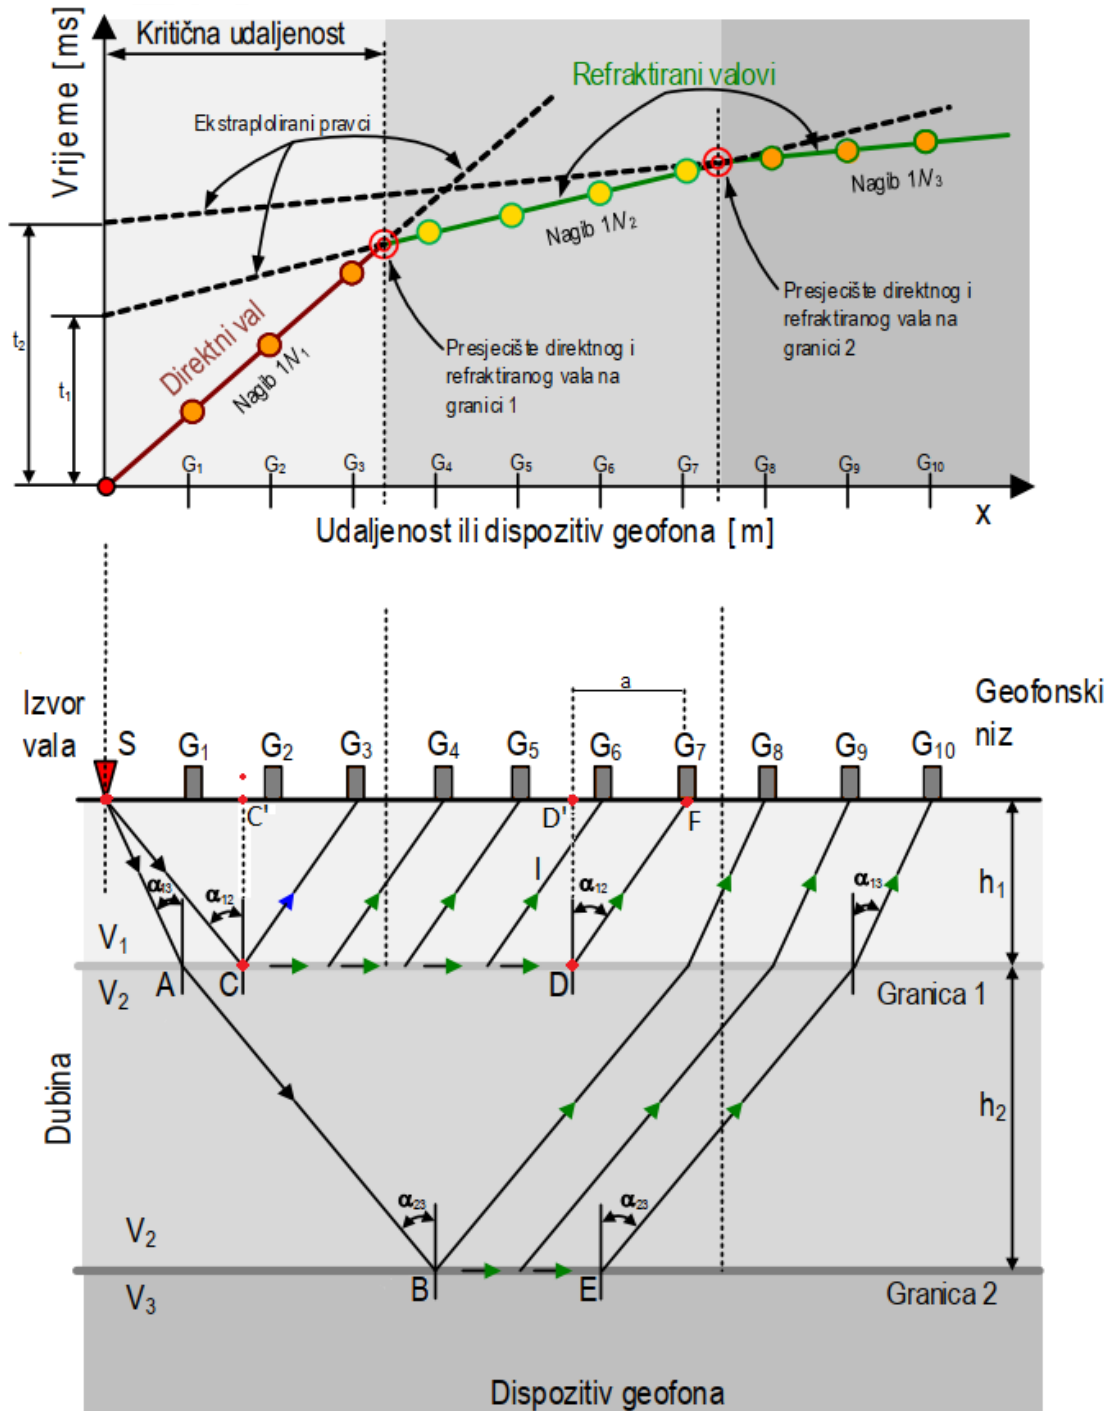 Kritična udaljenost
Vrijeme [ms]
Refraktirani valovi
Ekstraplolirani pravci
Nagib 1/V3
Nagib 1/V2
Presjecište direktnog i
refraktiranog vala na
granici 2
Presjecište direktnog i
refraktiranog vala na
granici 1
Direktni val
Nagib 1/V1
t2
t1
G1 G2 G3 G4 G5 G6 G7 G8 G9 G10
x
Udaljenost ili dispozitiv geofona [m]
Izvor
vala
S G1 G2 G3 G4 G5 G6 G7 G8 G9 G10
Geofonski
niz
a
C' D' F
I
α13 α12 α12 α13
h1
V1
A C D
Granica 1
V2
Dubina
h2
α23 α23
V2
B E
Granica 2
V3
Dispozitiv geofona